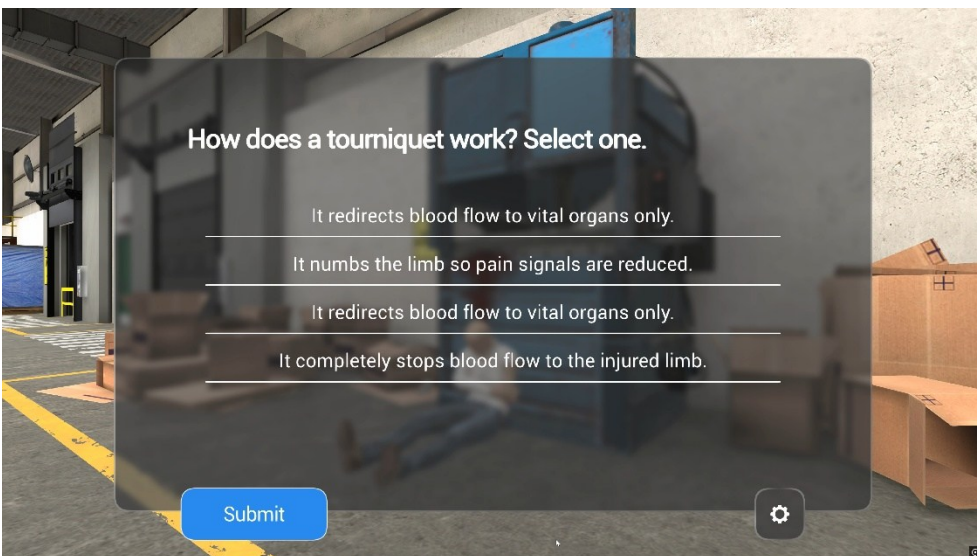 How does a tourniquet work? Select one.
It redirects blood flow to vital organs only.
It numbs the limb so pain signals are reduced.
It redirects blood flow to vital organs only.
It completely stops blood flow to the injured limb.
Submit